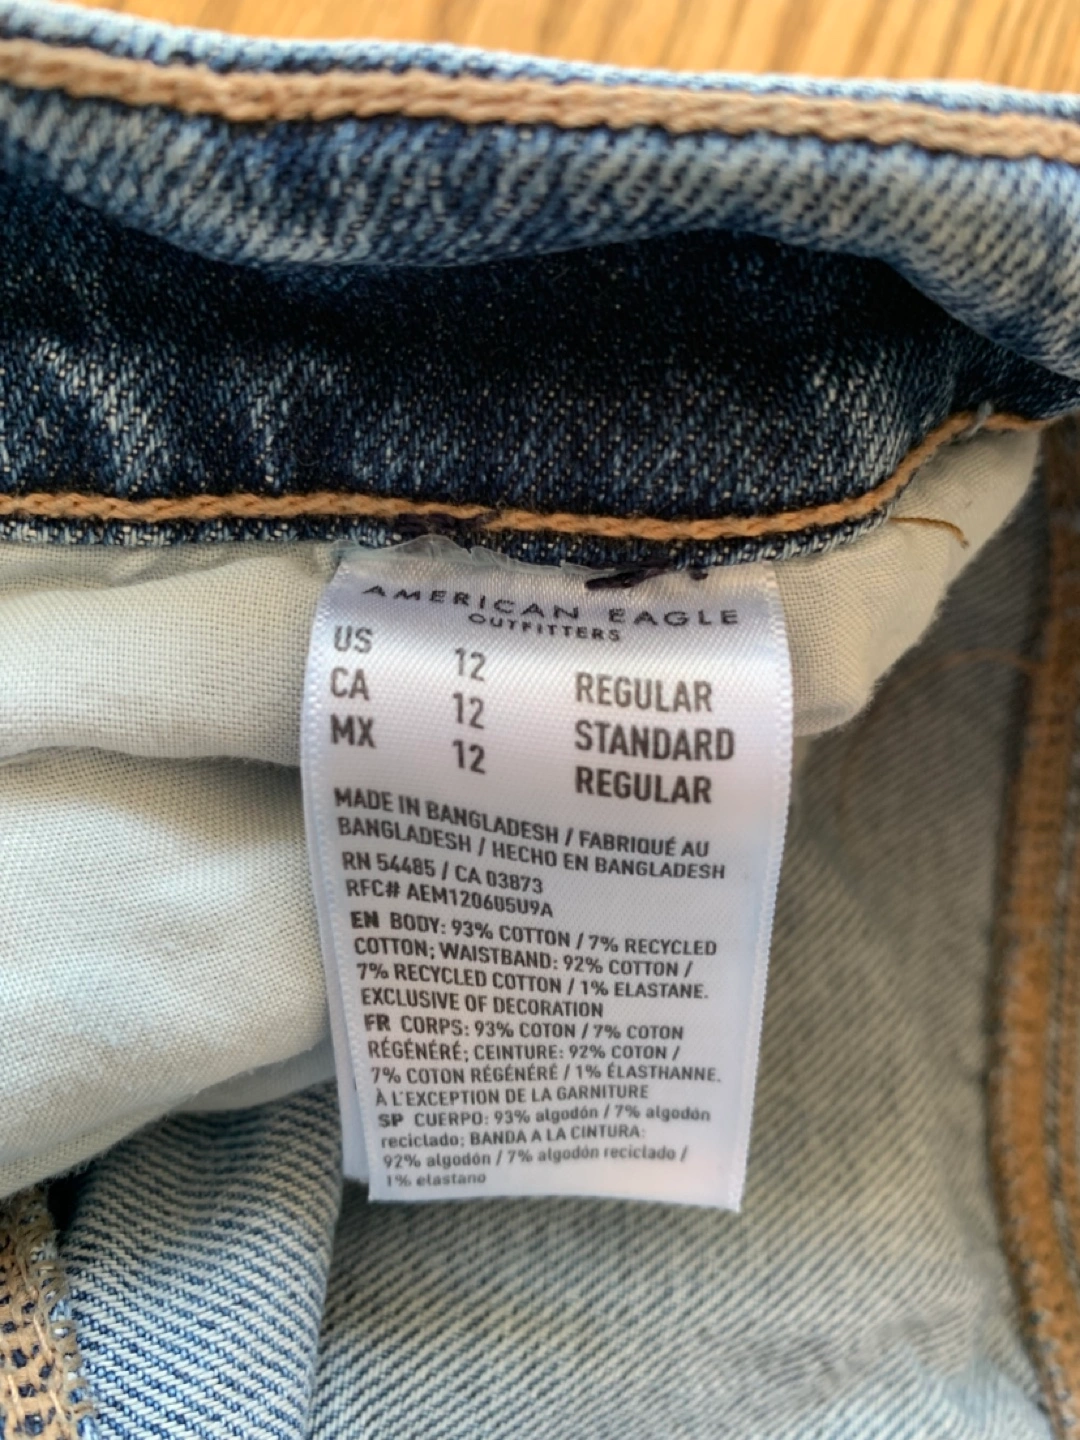 AMERICAN EAGLE
OUTFITTERS
US 12 REGULAR
CA 12 STANDARD
MX 12 REGULAR
MADE IN BANGLADESH / FABRIQUÉ AU
BANGLADESH / HECHO EN BANGLADESH
RN 54485 / CA 03873
RFC# AEM120605U9A
EN BODY: 93% COTTON / 7% RECYCLED
COTTON; WAISTBAND: 92% COTTON /
7% RECYCLED COTTON / 1% ELASTANE.
EXCLUSIVE OF DECORATION
FR CORPS: 93% COTON / 7% COTON
RÉGÉNÉRÉ; CEINTURE: 92% COTON /
7% COTON RÉGÉNÉRÉ / 1% ÉLASTHANNE.
À L'EXCEPTION DE LA GARNITURE
SP CUERPO: 93% algodón / 7% algodón
reciclado; BANDA A LA CINTURA:
92% algodón / 7% algodón reciclado /
1% elastano